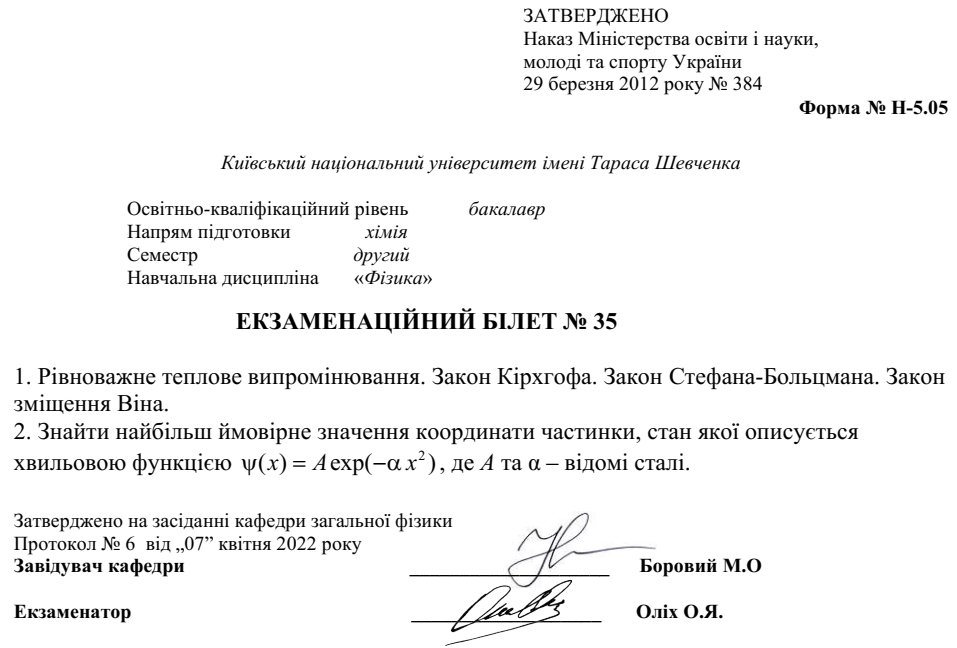 ЗАТВЕРДЖЕНО
Наказ Міністерства освіти і науки,
молоді та спорту України
29 березня 2012 року № 384
Форма № Н-5.05
Київський національний університет імені Тараса Шевченка
Освітньо-кваліфікаційний рівень бакалавр
Напрям підготовки хімія
Семестр другий
Навчальна дисципліна «Фізика»
ЕКЗАМЕНАЦІЙНИЙ БІЛЕТ № 35
1. Рівноважне теплове випромінювання. Закон Кірхгофа. Закон Стефана-Больцмана. Закон
зміщення Віна.
2. Знайти найбільш ймовірне значення координати частинки, стан якої описується
хвильовою функцією ψ(x) = A exp(−α x²), де A та α – відомі сталі.
Затверджено на засіданні кафедри загальної фізики
Протокол № 6 від „07” квітня 2022 року
Завідувач кафедри ____________________ Боровий М.О
Екзаменатор ____________________ Оліх О.Я.